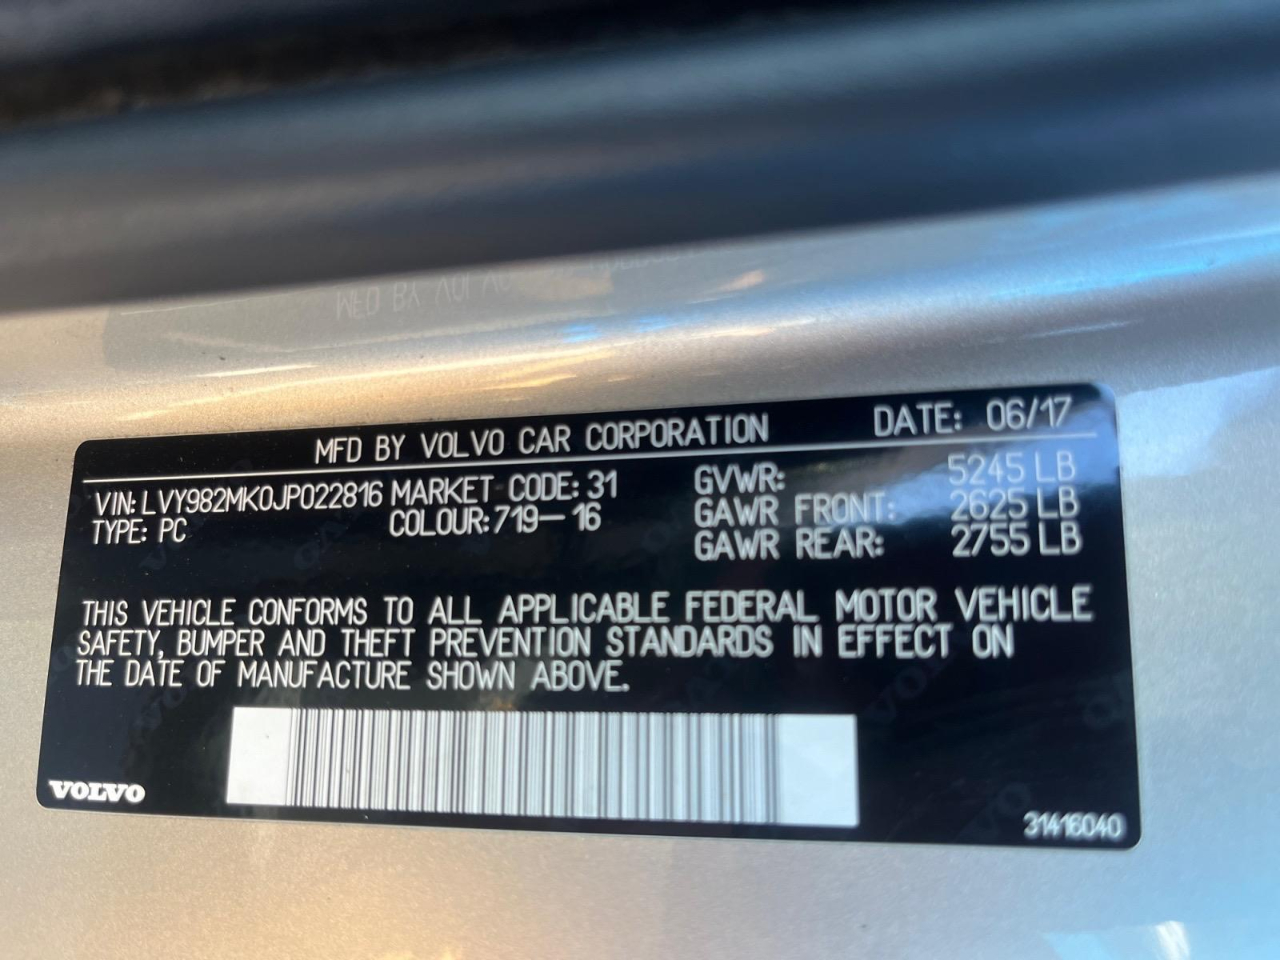 MFD BY VOLVO CAR CORPORATION DATE: 06/17
VIN: LVY982MK0JP022816 MARKET CODE: 31 GVWR: 5245 LB
TYPE: PC COLOUR: 719-16 GAWR FRONT: 2625 LB
GAWR REAR: 2755 LB
THIS VEHICLE CONFORMS TO ALL APPLICABLE FEDERAL MOTOR VEHICLE
SAFETY, BUMPER AND THEFT PREVENTION STANDARDS IN EFFECT ON
THE DATE OF MANUFACTURE SHOWN ABOVE.
VOLVO
31416040